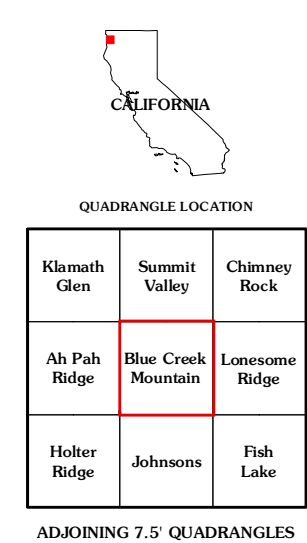 CALIFORNIA
QUADRANGLE LOCATION
Klamath
Glen
Summit
Valley
Chimney
Rock
Ah Pah
Ridge
Blue Creek
Mountain
Lonesome
Ridge
Holter
Ridge
Johnsons
Fish
Lake
ADJOINING 7.5' QUADRANGLES